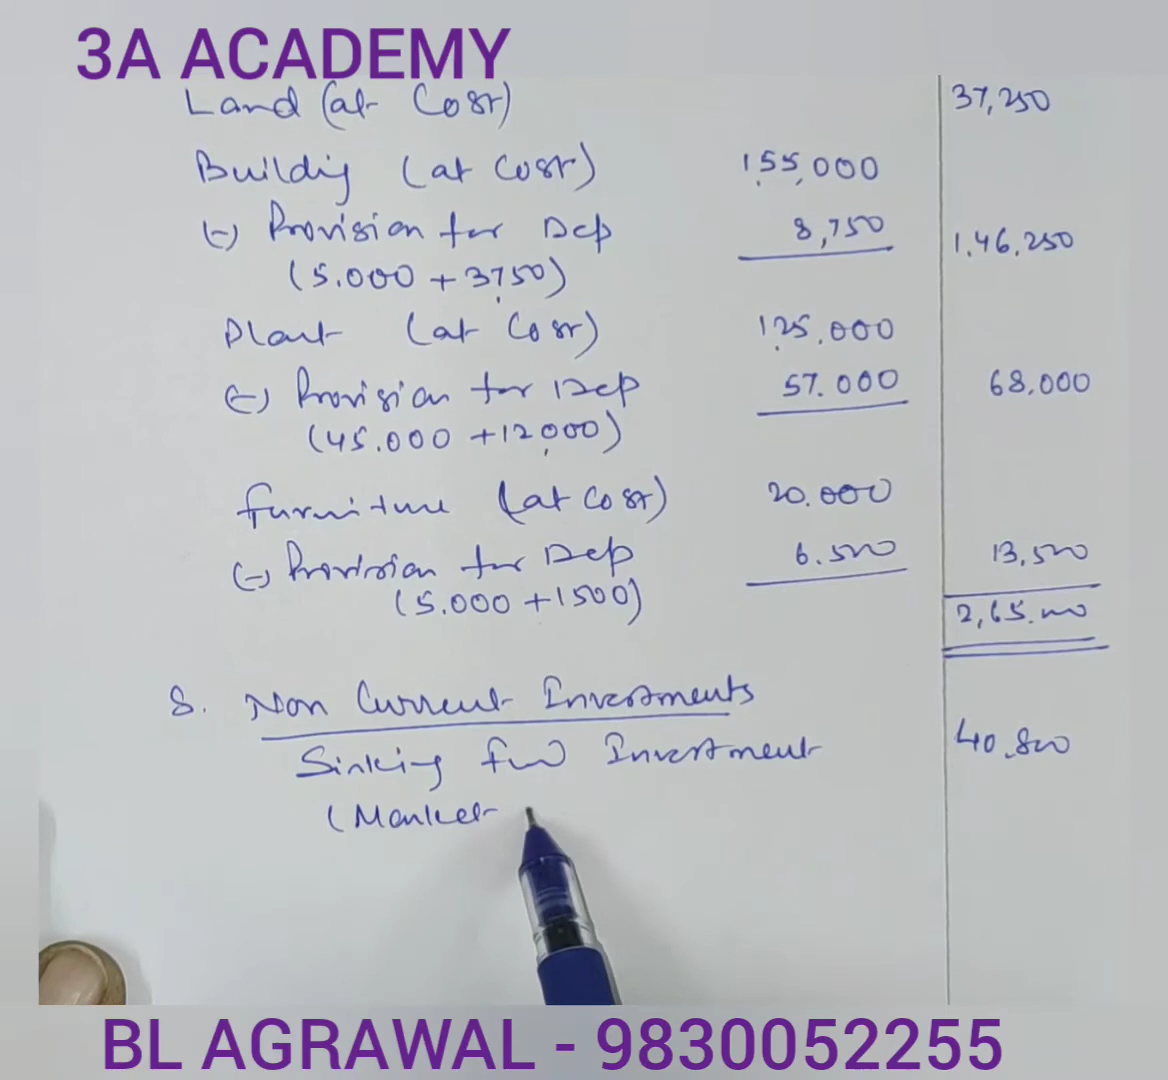 3A ACADEMY
Land (at Cost) 37,250
Building (at Cost) 1,55,000
(-) Provision for Dep 8,750 1,46,250
(5.000 + 3750)
Plant (at Cost) 1,25,000
(-) Provision for Dep 57.000 68,000
(45.000 + 12,000)
Furniture (at Cost) 20.000
(-) Provision for Dep 6.500 13,500
(5.000 + 1500)
2,65.000
8. Non Current Investments
Sinking Fund Investment 40,800
(Market
BL AGRAWAL - 9830052255